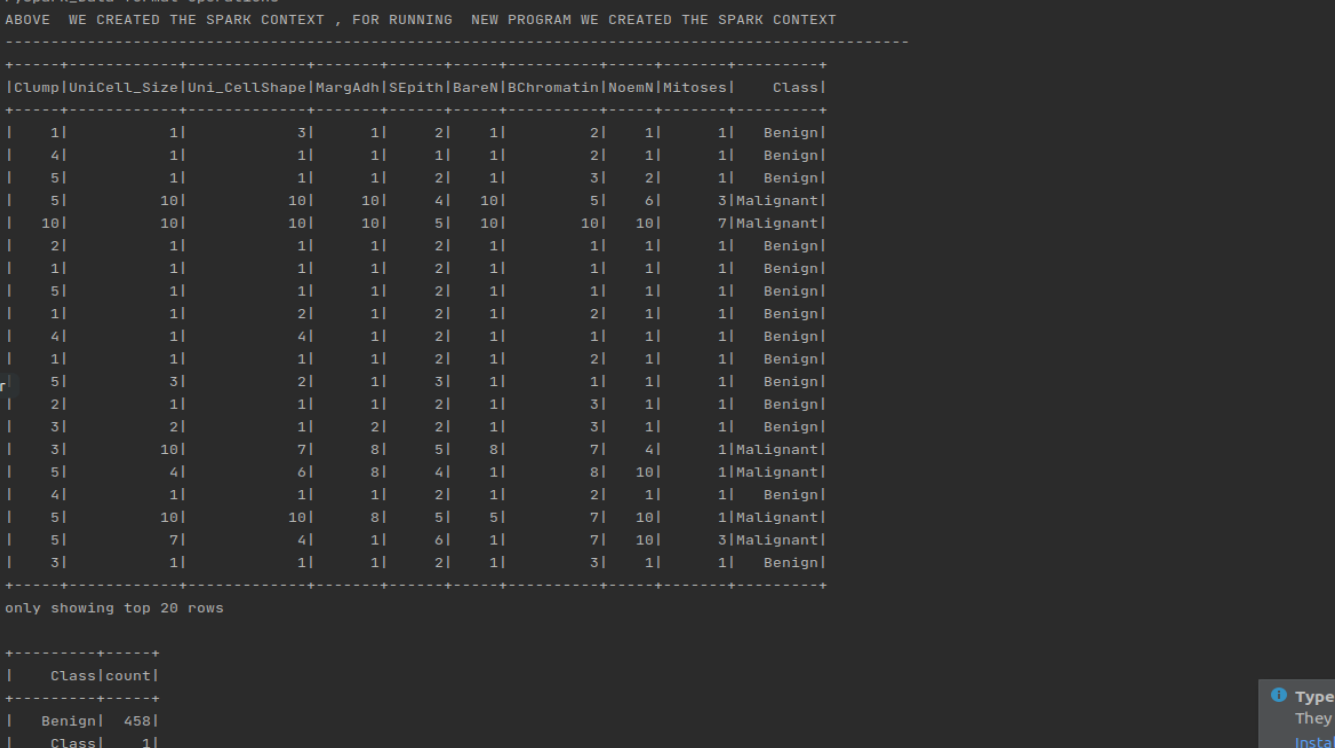 ABOVE  WE CREATED THE SPARK CONTEXT , FOR RUNNING  NEW PROGRAM WE CREATED THE SPARK CONTEXT
---------------------------------------------------------------------------------------------------
+-----+------------+-------------+-------+------+-----+----------+-----+-------+---------+
|Clump|UniCell_Size|Uni_CellShape|MargAdh|SEpith|BareN|BChromatin|NoemN|Mitoses|    Class|
+-----+------------+-------------+-------+------+-----+----------+-----+-------+---------+
|    1|           1|            3|      1|     2|    1|         2|    1|      1|   Benign|
|    4|           1|            1|      1|     1|    1|         2|    1|      1|   Benign|
|    5|           1|            1|      1|     2|    1|         3|    2|      1|   Benign|
|    5|          10|           10|     10|     4|   10|         5|    6|      3|Malignant|
|   10|          10|           10|     10|     5|   10|        10|   10|      7|Malignant|
|    2|           1|            1|      1|     2|    1|         1|    1|      1|   Benign|
|    1|           1|            1|      1|     2|    1|         1|    1|      1|   Benign|
|    5|           1|            1|      1|     2|    1|         1|    1|      1|   Benign|
|    1|           1|            2|      1|     2|    1|         2|    1|      1|   Benign|
|    4|           1|            4|      1|     2|    1|         1|    1|      1|   Benign|
|    1|           1|            1|      1|     2|    1|         2|    1|      1|   Benign|
|    5|           3|            2|      1|     3|    1|         1|    1|      1|   Benign|
|    2|           1|            1|      1|     2|    1|         3|    1|      1|   Benign|
|    3|           2|            1|      2|     2|    1|         3|    1|      1|   Benign|
|    3|          10|            7|      8|     5|    8|         7|    4|      1|Malignant|
|    5|           4|            6|      8|     4|    1|         8|   10|      1|Malignant|
|    4|           1|            1|      1|     2|    1|         2|    1|      1|   Benign|
|    5|          10|           10|      8|     5|    5|         7|   10|      1|Malignant|
|    5|           7|            4|      1|     6|    1|         7|   10|      3|Malignant|
|    3|           1|            1|      1|     2|    1|         3|    1|      1|   Benign|
+-----+------------+-------------+-------+------+-----+----------+-----+-------+---------+
only showing top 20 rows
+---------+-----+
|    Class|count|
+---------+-----+
|   Benign|  458|
|    Class|    1|
Type
They
Instal